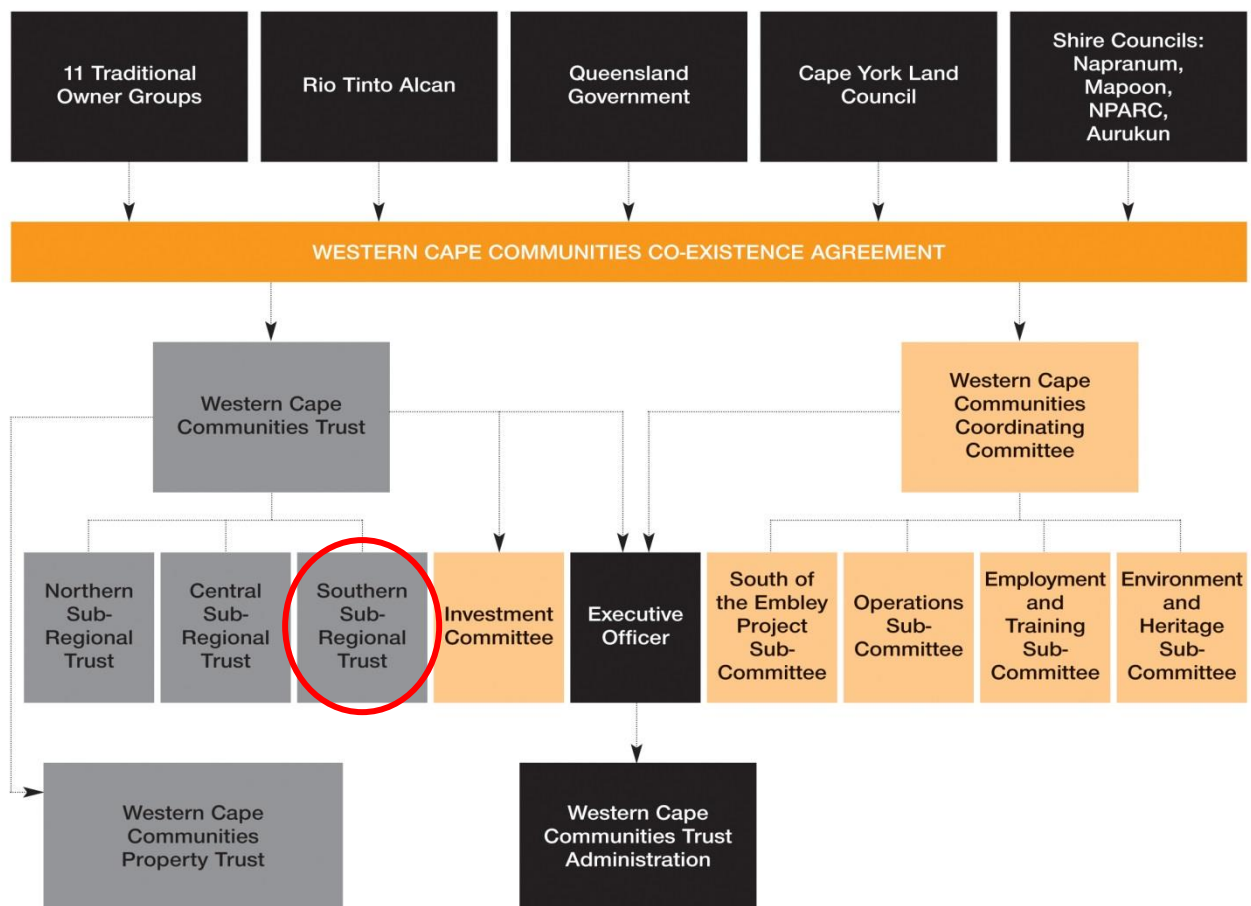 11 Traditional
Owner Groups
Rio Tinto Alcan
Queensland
Government
Cape York Land
Council
Shire Councils:
Napranum,
Mapoon,
NPARC,
Aurukun
WESTERN CAPE COMMUNITIES CO-EXISTENCE AGREEMENT
Western Cape
Communities Trust
Western Cape
Communities
Coordinating
Committee
Northern
Sub-
Regional
Trust
Central
Sub-
Regional
Trust
Southern
Sub-
Regional
Trust
Investment
Committee
Executive
Officer
South of
the Embley
Project
Sub-
Committee
Operations
Sub-
Committee
Employment
and
Training
Sub-
Committee
Environment
and
Heritage
Sub-
Committee
Western Cape
Communities
Property Trust
Western Cape
Communities Trust
Administration